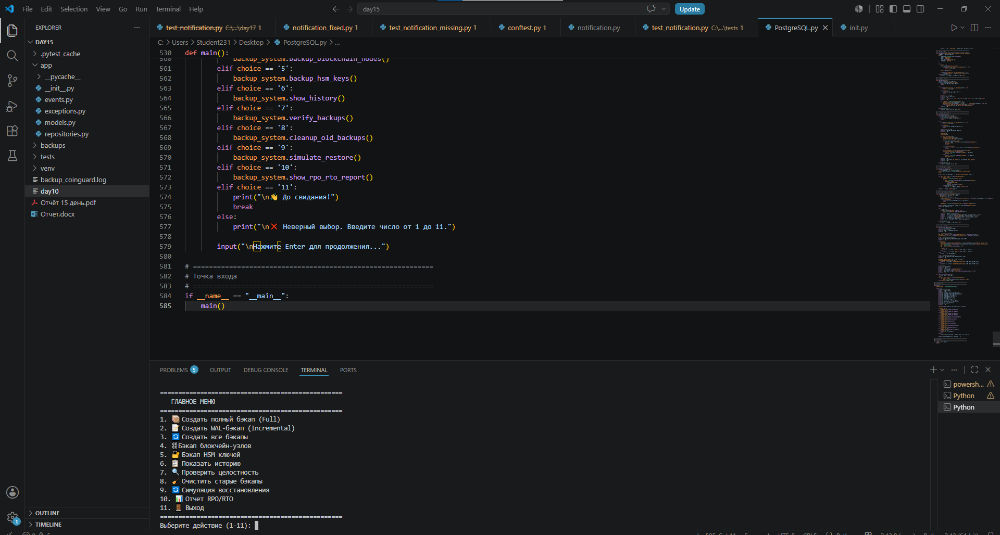 File Edit Selection View Go Run Terminal Help
day15
Update
EXPLORER
DAY15
.pytest_cache
app
__pycache__
__init__.py
events.py
exceptions.py
models.py
repositories.py
backups
tests
venv
backup_coinguard.log
day10
Отчёт 15 день.pdf
Отчет.docx
OUTLINE
TIMELINE
1
test_notification.py C:\...\day17 1
notification_fixed.py 1
test_notification_missing.py 1
conftest.py 1
notification.py
test_notification.py C:\...\tests 1
PostgreSQL.py
init.py
C: > Users > Student231 > Desktop > PostgreSQL.py > ...
530 def main():
560 backup_system.backup_blockchain_nodes()
561 elif choice == '5':
562 backup_system.backup_hsm_keys()
563 elif choice == '6':
564 backup_system.show_history()
565 elif choice == '7':
566 backup_system.verify_backups()
567 elif choice == '8':
568 backup_system.cleanup_old_backups()
569 elif choice == '9':
570 backup_system.simulate_restore()
571 elif choice == '10':
572 backup_system.show_rpo_rto_report()
573 elif choice == '11':
574 print("\n👋 До свидания!")
575 break
576 else:
577 print("\n❌ Неверный выбор. Введите число от 1 до 11.")
578
579 input("\nНажмите Enter для продолжения...")
580
581 # ============================================================
582 # Точка входа
583 # ============================================================
584 if __name__ == "__main__":
585 main()
PROBLEMS 5 OUTPUT DEBUG CONSOLE TERMINAL PORTS
==================================================
ГЛАВНОЕ МЕНЮ
==================================================
1. 📦 Создать полный бэкап (Full)
2. 📝 Создать WAL-бэкап (Incremental)
3. 🔄 Создать все бэкапы
4. ⛓Бэкап блокчейн-узлов
5. 🔐 Бэкап HSM ключей
6. 📋 Показать историю
7. 🔍 Проверить целостность
8. 🧹 Очистить старые бэкапы
9. 🔄 Симуляция восстановления
10. 📊 Отчет RPO/RTO
11. 🚪 Выход
==================================================
Выберите действие (1-11):
powersh...
Python
Python